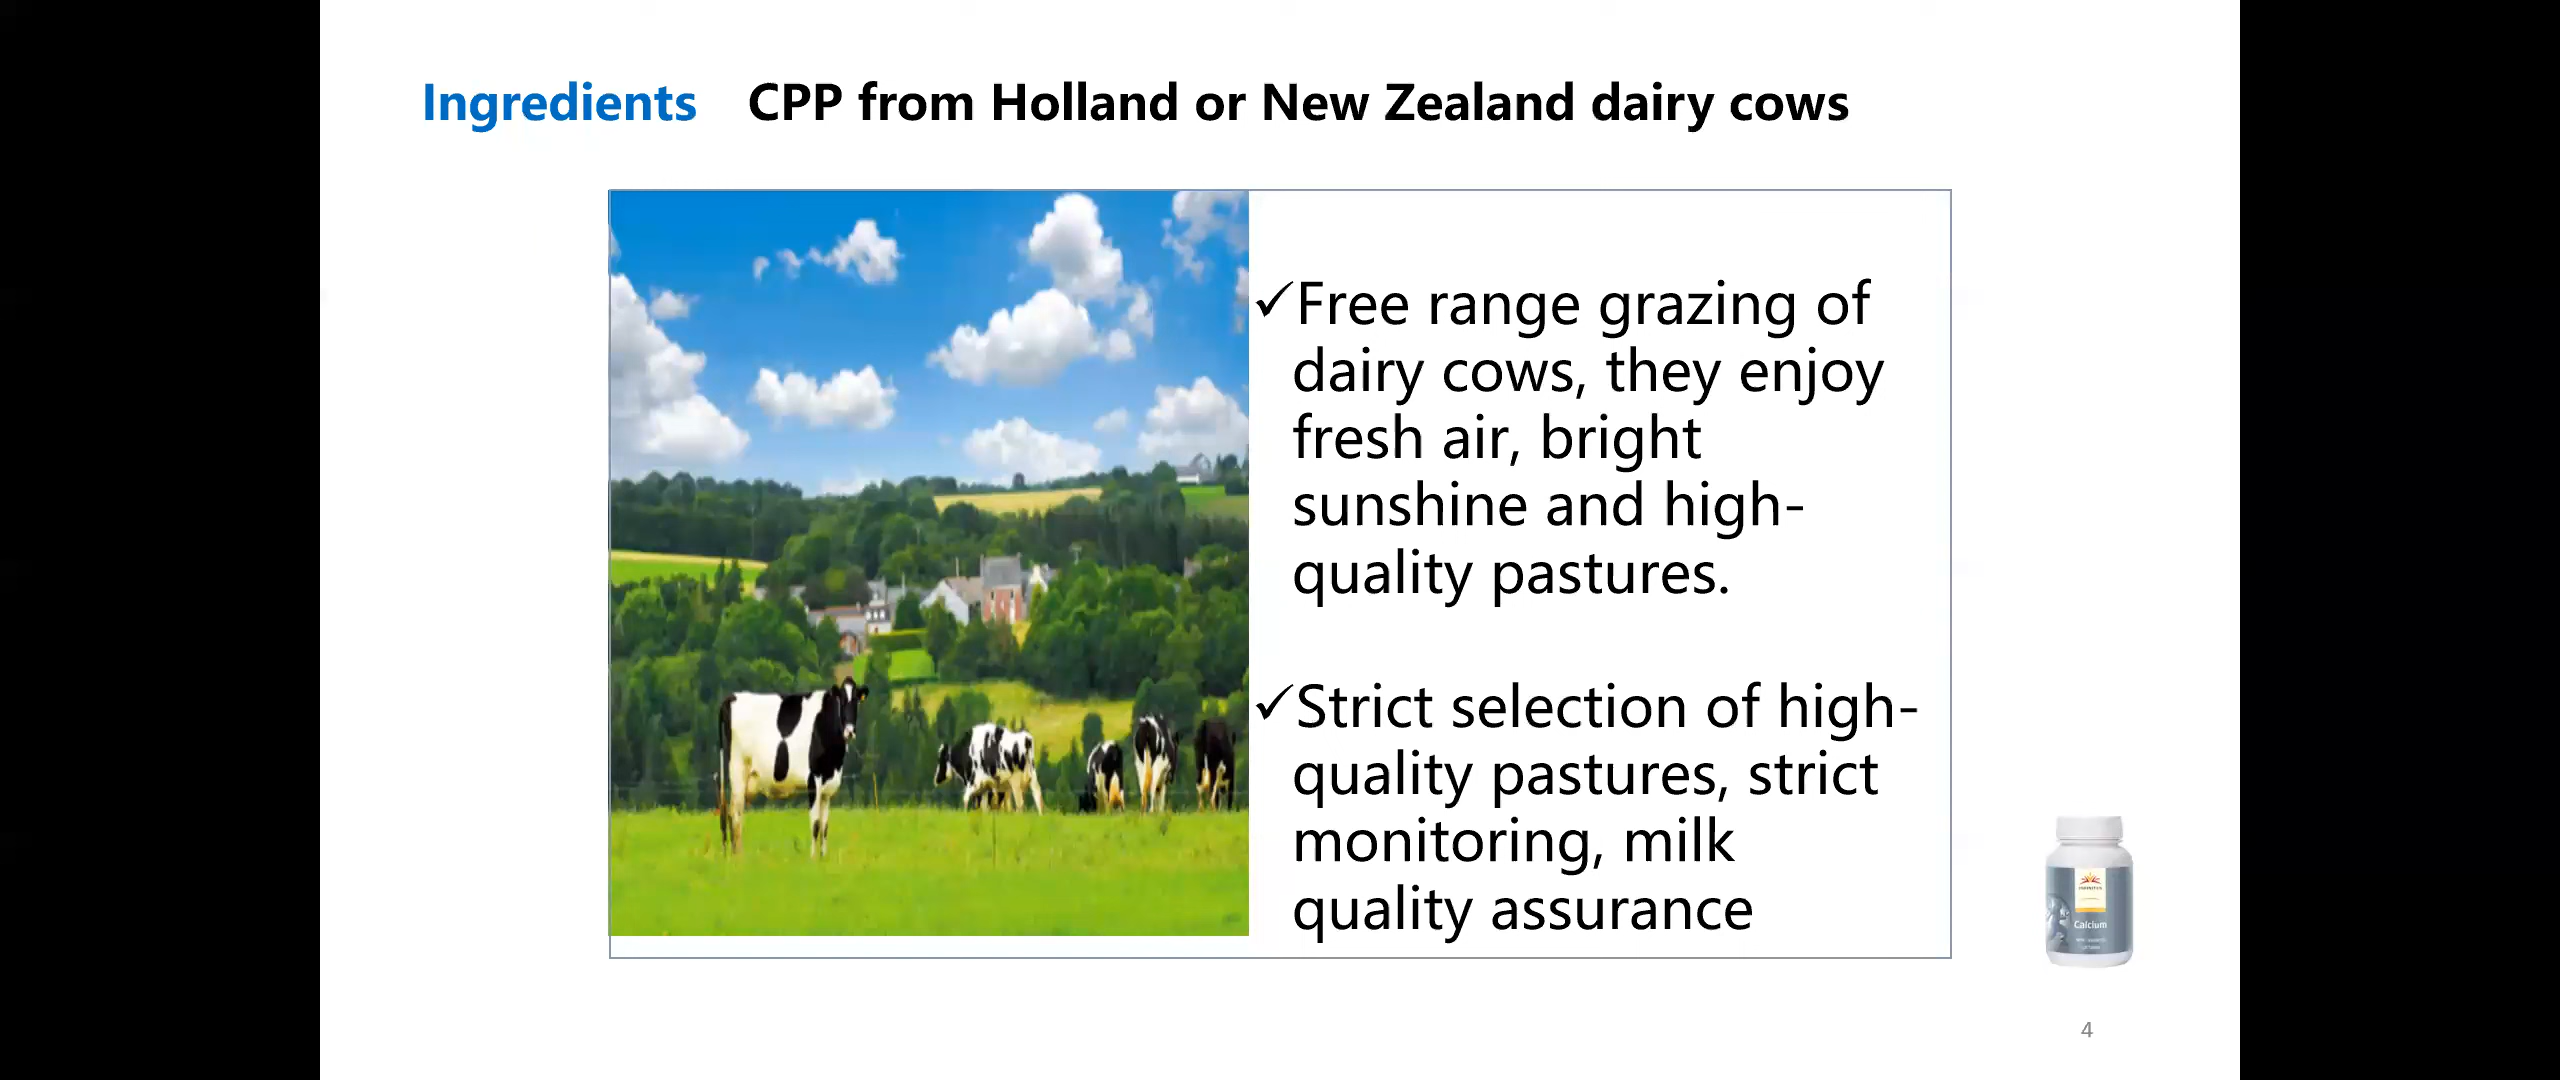 Ingredients CPP from Holland or New Zealand dairy cows
✓Free range grazing of
dairy cows, they enjoy
fresh air, bright
sunshine and high-
quality pastures.
✓Strict selection of high-
quality pastures, strict
monitoring, milk
quality assurance
Calcium
4